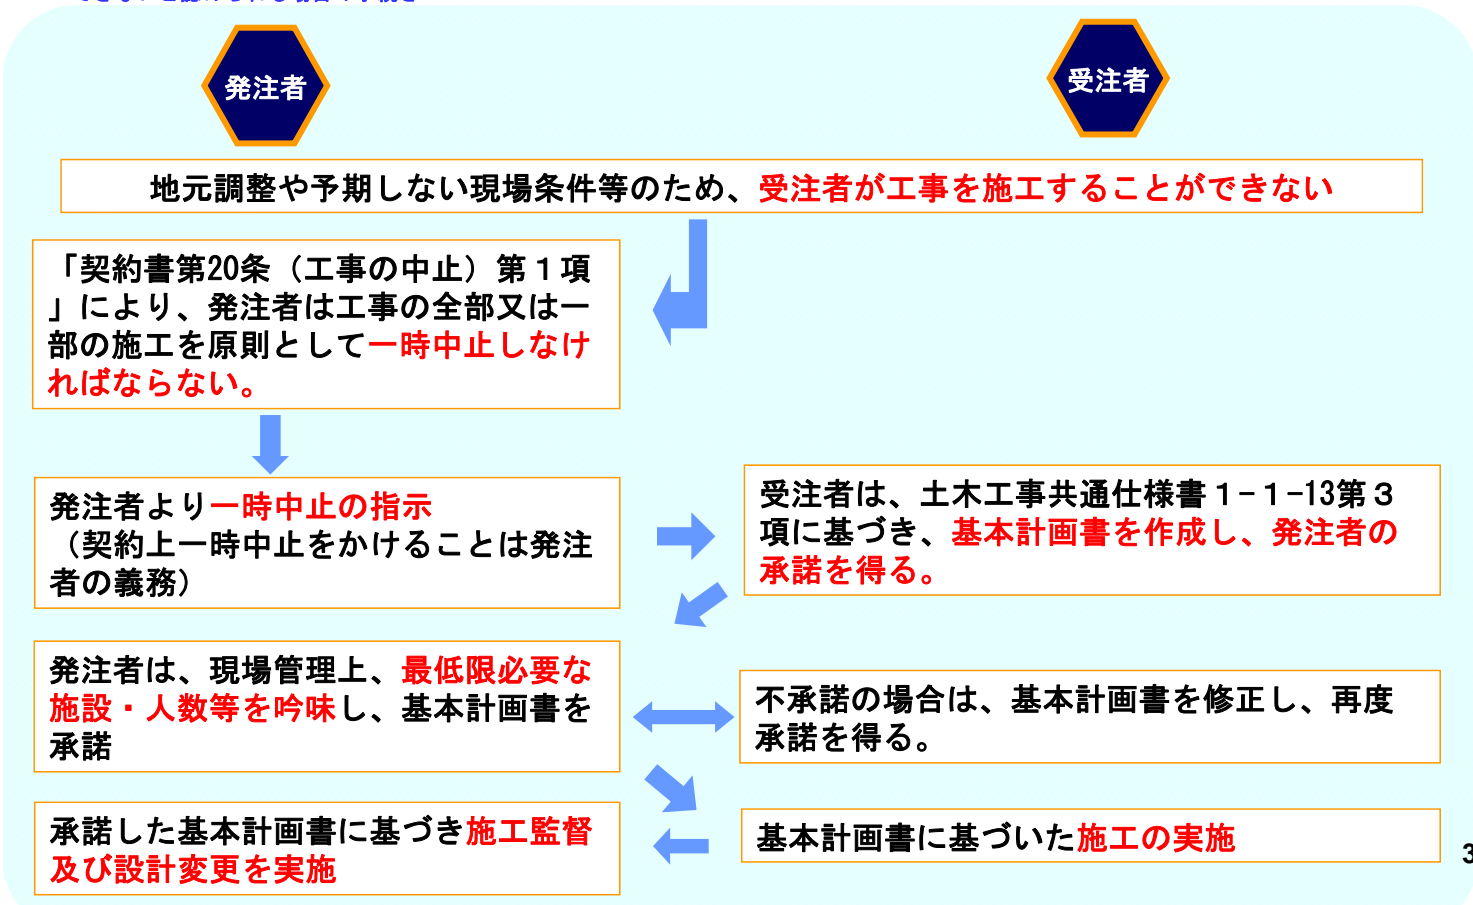 発注者
受注者
地元調整や予期しない現場条件等のため、受注者が工事を施工することができない
「契約書第20条（工事の中止）第１項
」により、発注者は工事の全部又は一
部の施工を原則として一時中止しなけ
ればならない。
発注者より一時中止の指示
（契約上一時中止をかけることは発注
者の義務）
受注者は、土木工事共通仕様書１-１-13第３
項に基づき、基本計画書を作成し、発注者の
承諾を得る。
発注者は、現場管理上、最低限必要な
施設・人数等を吟味し、基本計画書を
承諾
不承諾の場合は、基本計画書を修正し、再度
承諾を得る。
承諾した基本計画書に基づき施工監督
及び設計変更を実施
基本計画書に基づいた施工の実施
3